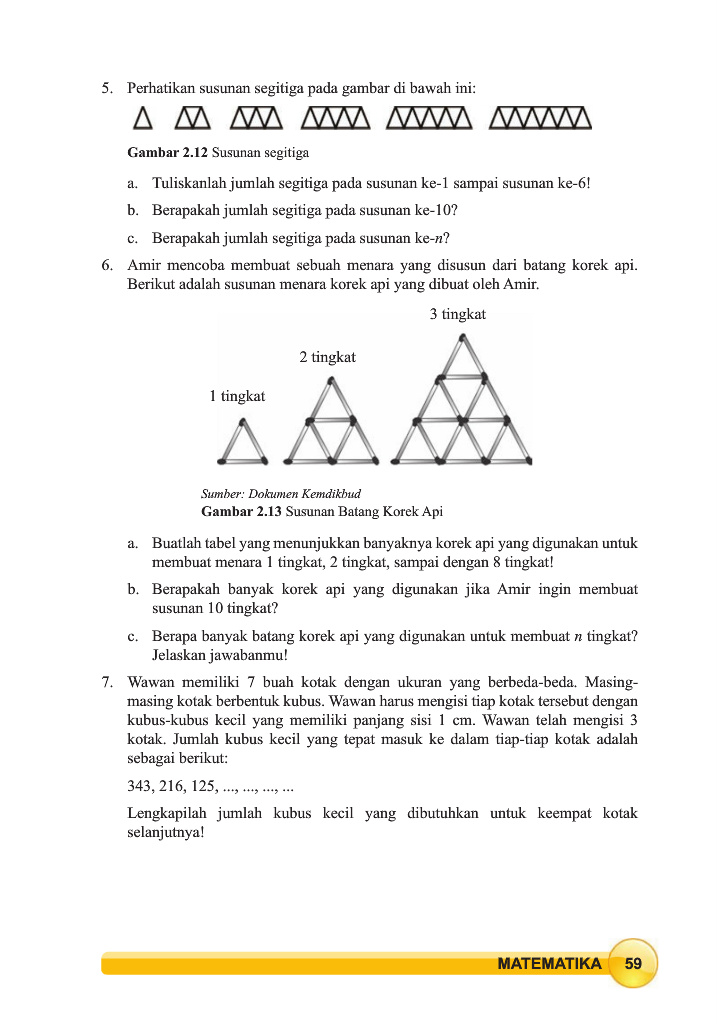 5. Perhatikan susunan segitiga pada gambar di bawah ini:
Gambar 2.12 Susunan segitiga
a. Tuliskanlah jumlah segitiga pada susunan ke-1 sampai susunan ke-6!
b. Berapakah jumlah segitiga pada susunan ke-10?
c. Berapakah jumlah segitiga pada susunan ke-n?
6. Amir mencoba membuat sebuah menara yang disusun dari batang korek api.
Berikut adalah susunan menara korek api yang dibuat oleh Amir.
3 tingkat
2 tingkat
1 tingkat
Sumber: Dokumen Kemdikbud
Gambar 2.13 Susunan Batang Korek Api
a. Buatlah tabel yang menunjukkan banyaknya korek api yang digunakan untuk
membuat menara 1 tingkat, 2 tingkat, sampai dengan 8 tingkat!
b. Berapakah banyak korek api yang digunakan jika Amir ingin membuat
susunan 10 tingkat?
c. Berapa banyak batang korek api yang digunakan untuk membuat n tingkat?
Jelaskan jawabanmu!
7. Wawan memiliki 7 buah kotak dengan ukuran yang berbeda-beda. Masing-
masing kotak berbentuk kubus. Wawan harus mengisi tiap kotak tersebut dengan
kubus-kubus kecil yang memiliki panjang sisi 1 cm. Wawan telah mengisi 3
kotak. Jumlah kubus kecil yang tepat masuk ke dalam tiap-tiap kotak adalah
sebagai berikut:
343, 216, 125, ..., ..., ..., ...
Lengkapilah jumlah kubus kecil yang dibutuhkan untuk keempat kotak
selanjutnya!
MATEMATIKA 59